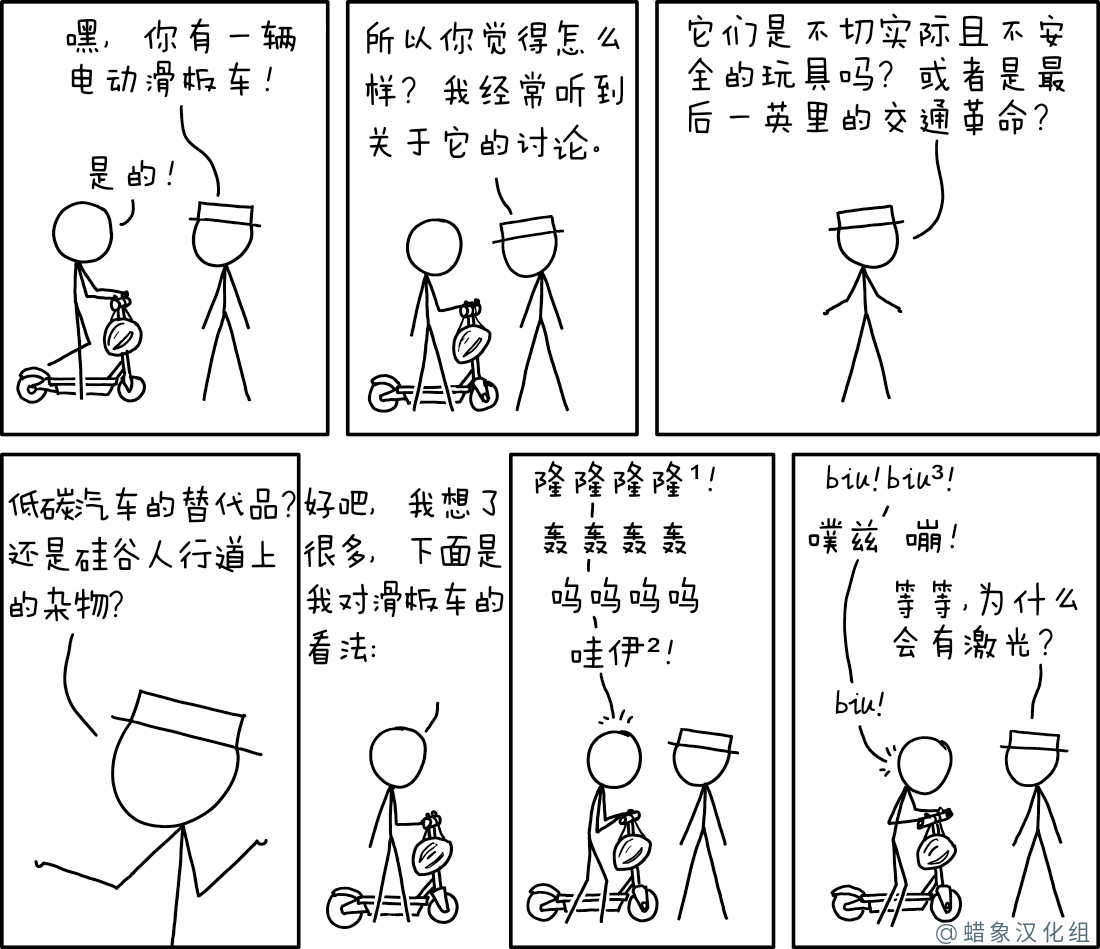 嘿，你有一辆
电动滑板车！
是的！
所以你觉得怎么
样？我经常听到
关于它的讨论。
它们是不切实际且不安
全的玩具吗？或者是最
后一英里的交通革命？
低碳汽车的替代品？
还是硅谷人行道上
的杂物？
好吧，我想了
很多，下面是
我对滑板车的
看法：
隆隆隆隆¹！
轰轰轰轰
呜呜呜呜
哇伊²！
biu!biu³!
噗兹 嘣！
等等，为什么
会有激光？
biu!
@蜡象汉化组